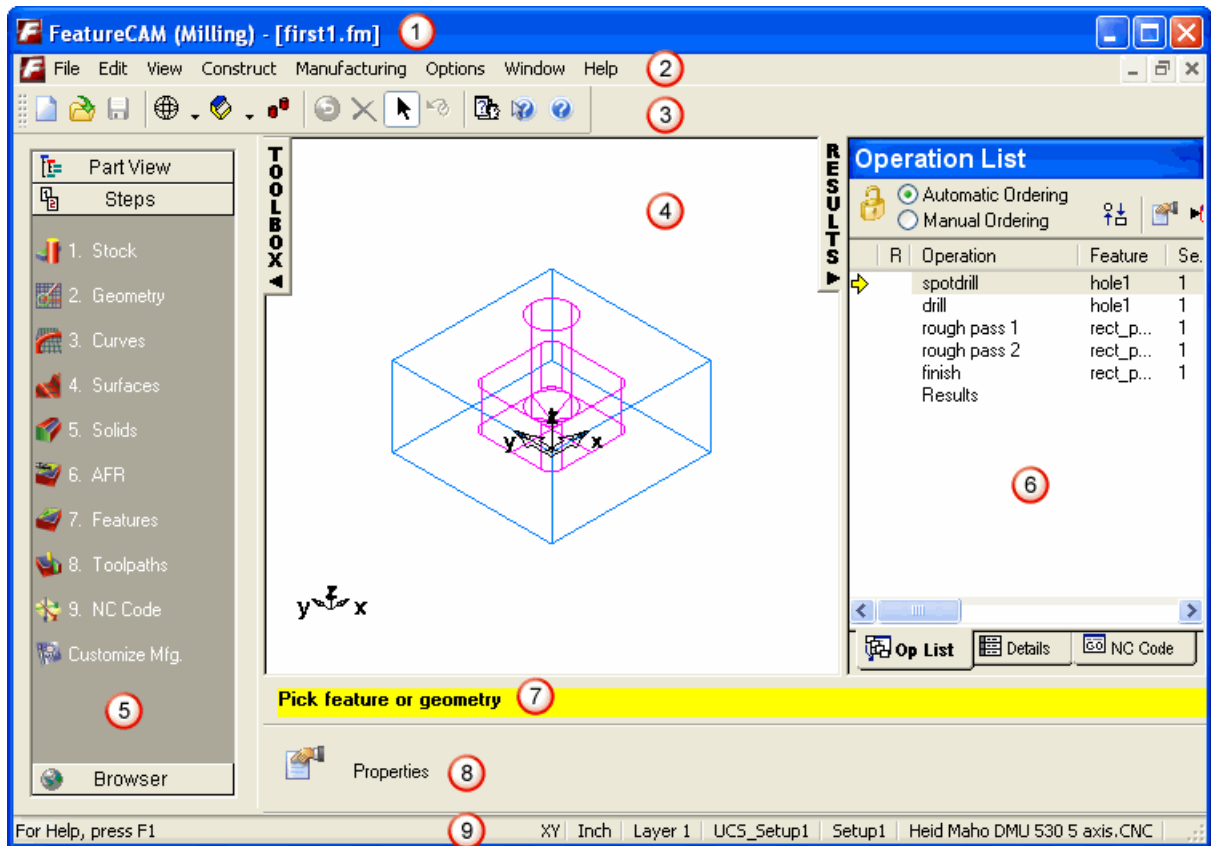 FeatureCAM (Milling) - [first1.fm] 1
File Edit View Construct Manufacturing Options Window Help 2
3
Part View
Steps
1. Stock
2. Geometry
3. Curves
4. Surfaces
5. Solids
6. AFR
7. Features
8. Toolpaths
9. NC Code
Customize Mfg.
5
Browser
TOOLBOX
4
z
y x
z
y x
RESULTS
Operation List
Automatic Ordering
Manual Ordering
R Operation Feature Se.
spotdrill hole1 1
drill hole1 1
rough pass 1 rect_p... 1
rough pass 2 rect_p... 1
finish rect_p... 1
Results
6
Op List Details NC Code
Pick feature or geometry 7
Properties 8
For Help, press F1 9 XY Inch Layer 1 UCS_Setup1 Setup1 Heid Maho DMU 530 5 axis.CNC